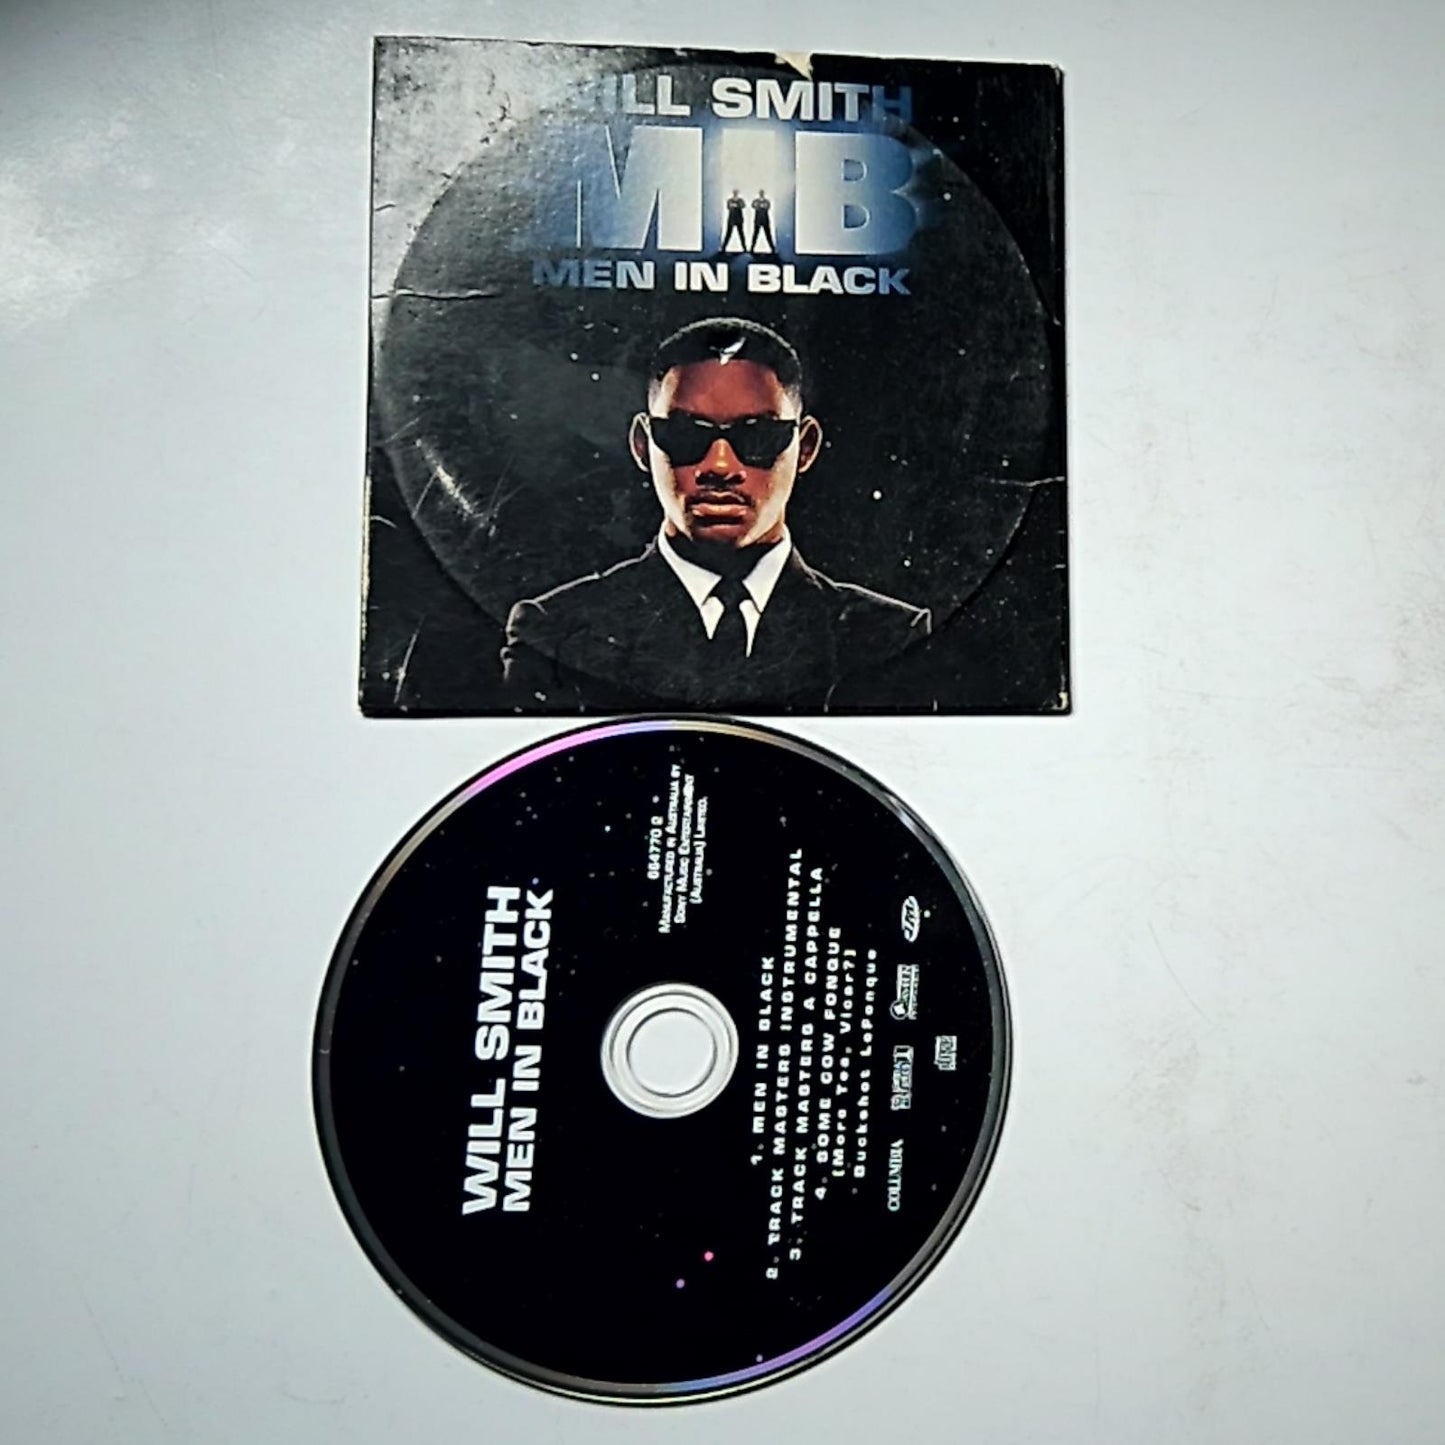 WILL SMITH
MIB
MEN IN BLACK
WILL SMITH
MEN IN BLACK
664770 2
MANUFACTURED IN AUSTRALIA BY
SONY MUSIC ENTERTAINMENT
(AUSTRALIA) LIMITED.
1. MEN IN BLACK
2. TRACK MASTERS INSTRUMENTAL
3. TRACK MASTERS A CAPPELLA
4. SOME COW FONQUE
[More Tea, Vicar?]
Buckshot LeFonque
COLUMBIA